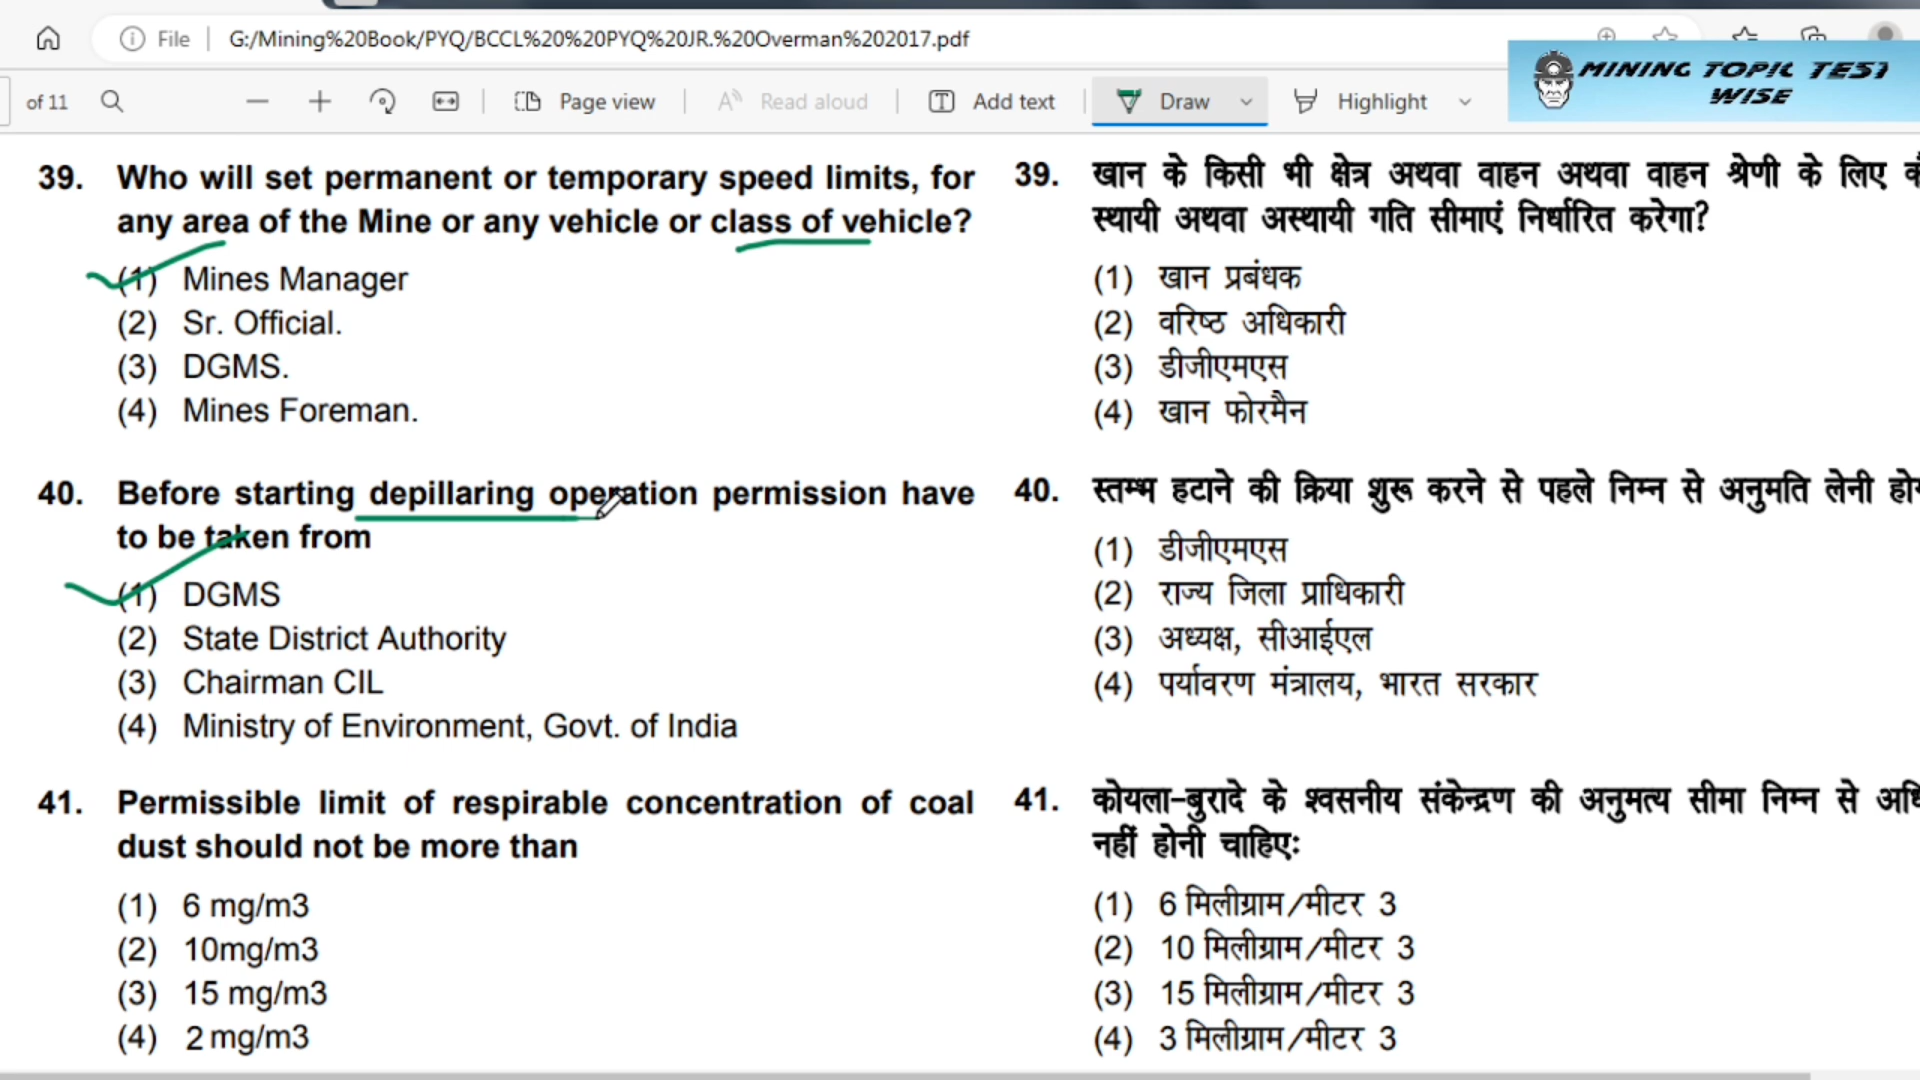 File G:/Mining%20Book/PYQ/BCCL%20%20PYQ%20JR.%20Overman%202017.pdf
MINING TOPIC TEST
WISE
of 11 Page view Read aloud Add text Draw Highlight
39. Who will set permanent or temporary speed limits, for
any area of the Mine or any vehicle or class of vehicle?
(1) Mines Manager
(2) Sr. Official.
(3) DGMS.
(4) Mines Foreman.
40. Before starting depillaring operation permission have
to be taken from
(1) DGMS
(2) State District Authority
(3) Chairman CIL
(4) Ministry of Environment, Govt. of India
41. Permissible limit of respirable concentration of coal
dust should not be more than
(1) 6 mg/m3
(2) 10mg/m3
(3) 15 mg/m3
(4) 2 mg/m3
39. खान के किसी भी क्षेत्र अथवा वाहन अथवा वाहन श्रेणी के लिए
स्थायी अथवा अस्थायी गति सीमाएं निर्धारित करेगा?
(1) खान प्रबंधक
(2) वरिष्ठ अधिकारी
(3) डीजीएमएस
(4) खान फोरमैन
40. स्तम्भ हटाने की क्रिया शुरू करने से पहले निम्न से अनुमति लेनी
(1) डीजीएमएस
(2) राज्य जिला प्राधिकारी
(3) अध्यक्ष, सीआईएल
(4) पर्यावरण मंत्रालय, भारत सरकार
41. कोयला-बुरादे के श्वसनीय संकेन्द्रण की अनुमत्य सीमा निम्न से
नहीं होनी चाहिएः
(1) 6 मिलीग्राम/मीटर 3
(2) 10 मिलीग्राम/मीटर 3
(3) 15 मिलीग्राम/मीटर 3
(4) 3 मिलीग्राम/मीटर 3